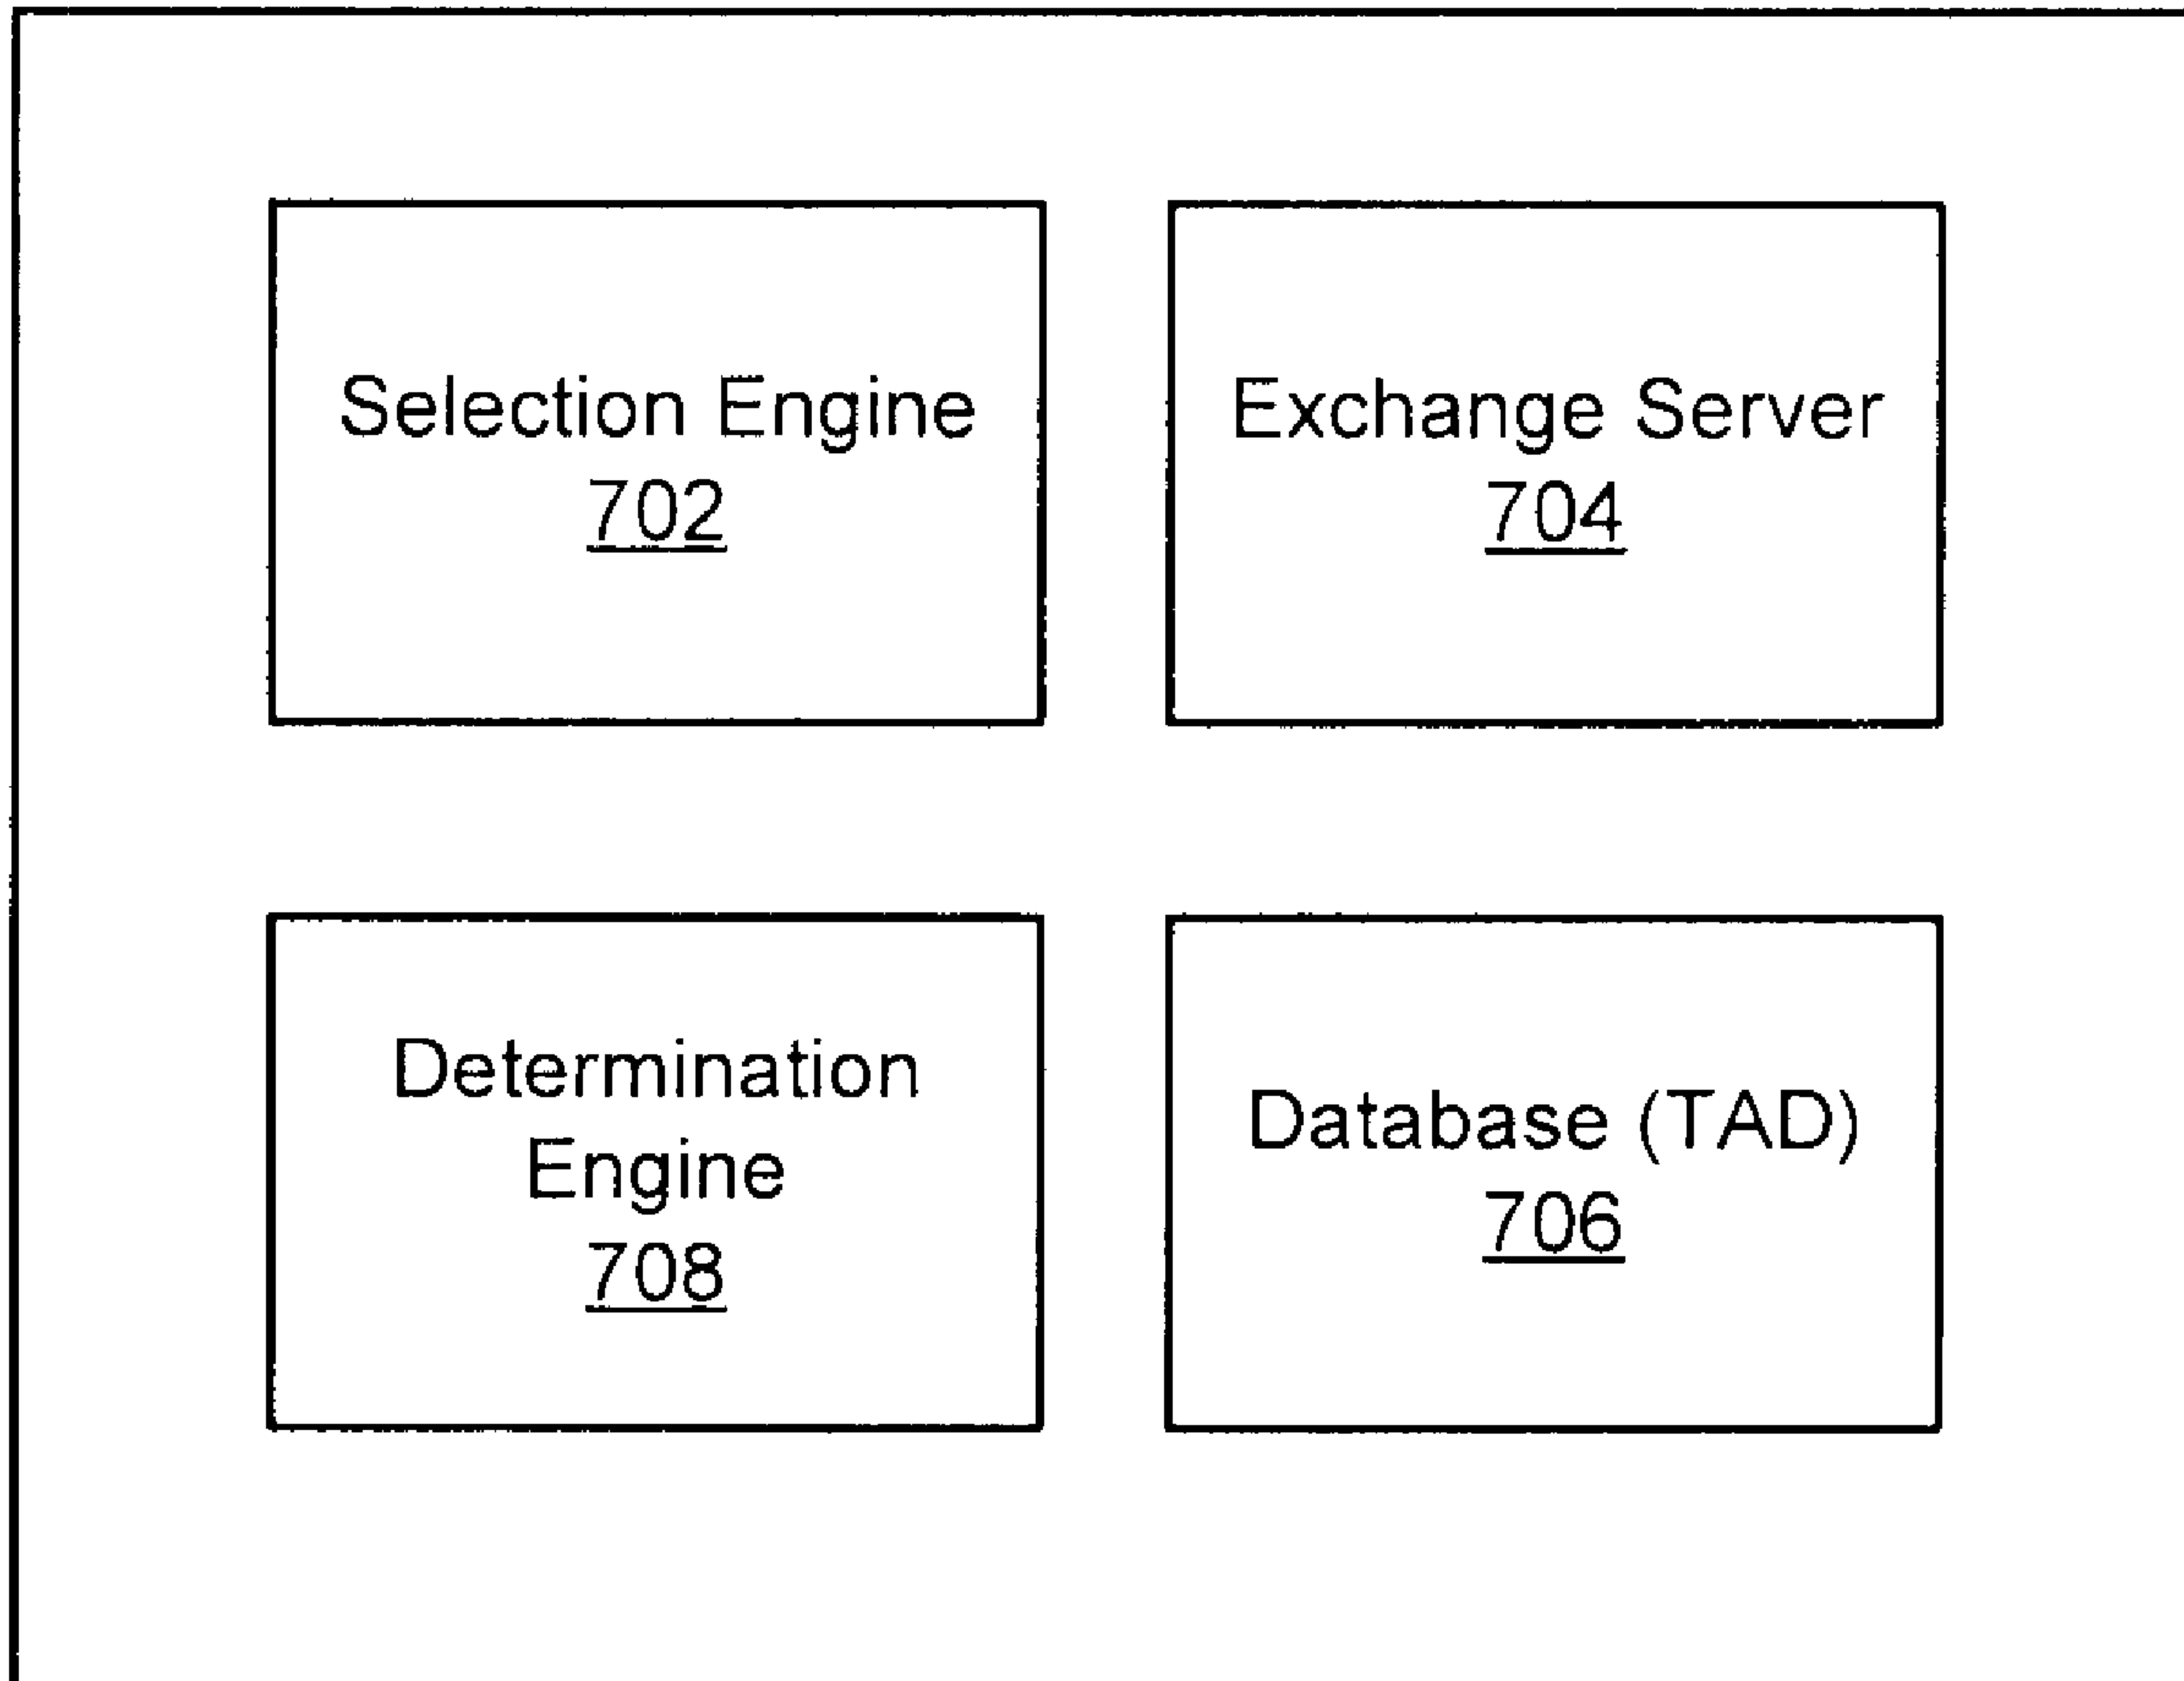 Selection Engine
702
Exchange Server
704
Determination
Engine
708
Database (TAD)
706